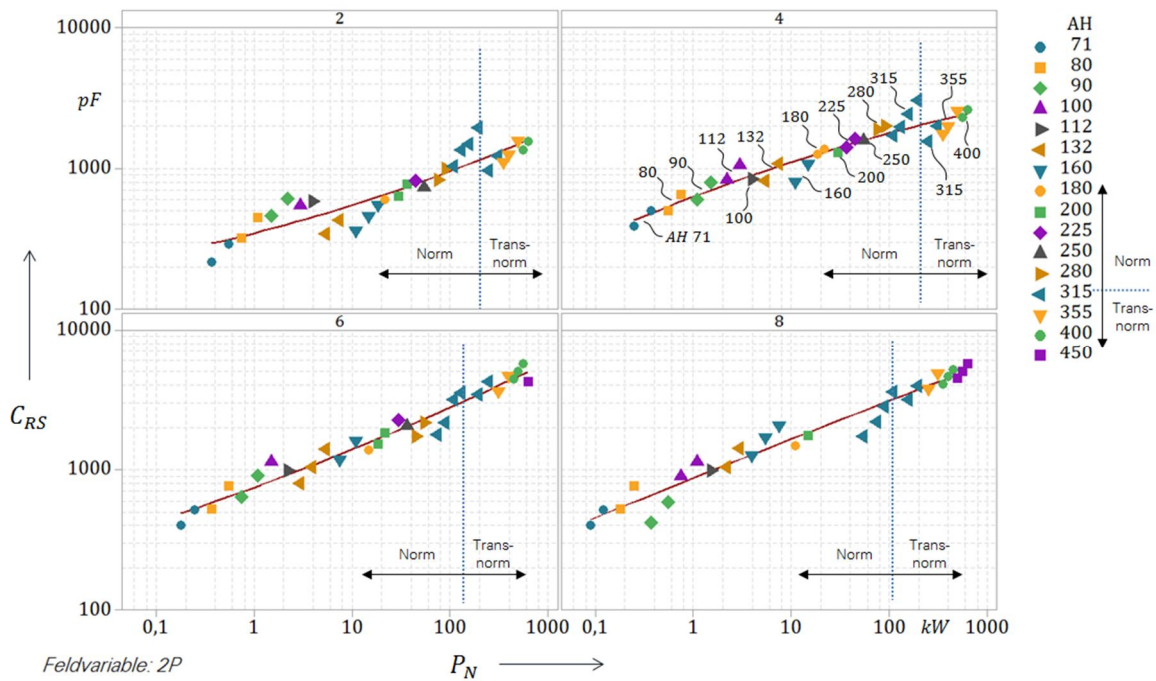 2
4
AH
71
80
90
100
112
132
160
180
200
225
250
280
315
355
400
450
Norm
Trans-
norm
10000
pF
1000
100
C_RS
Norm
Trans-
norm
315
355
280
225
180
132
112
90
80
250
400
200
160
315
100
AH 71
Norm
Trans-
norm
6
8
10000
1000
100
Norm
Trans-
norm
Norm
Trans-
norm
0,1 1 10 100 1000
0,1 1 10 100 kW 1000
Feldvariable: 2P
P_N